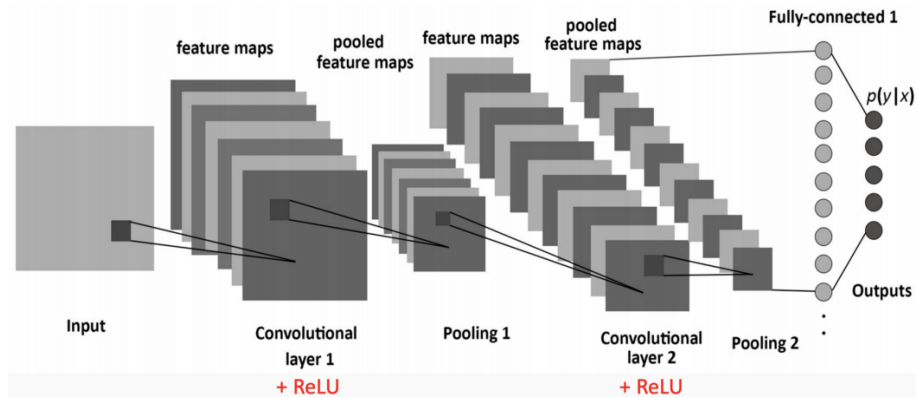 Fully-connected 1
feature maps
pooled
feature maps
feature maps
pooled
feature maps
p(y|x)
Input
Convolutional
layer 1
Pooling 1
Convolutional
layer 2
Pooling 2
Outputs
+ ReLU
+ ReLU